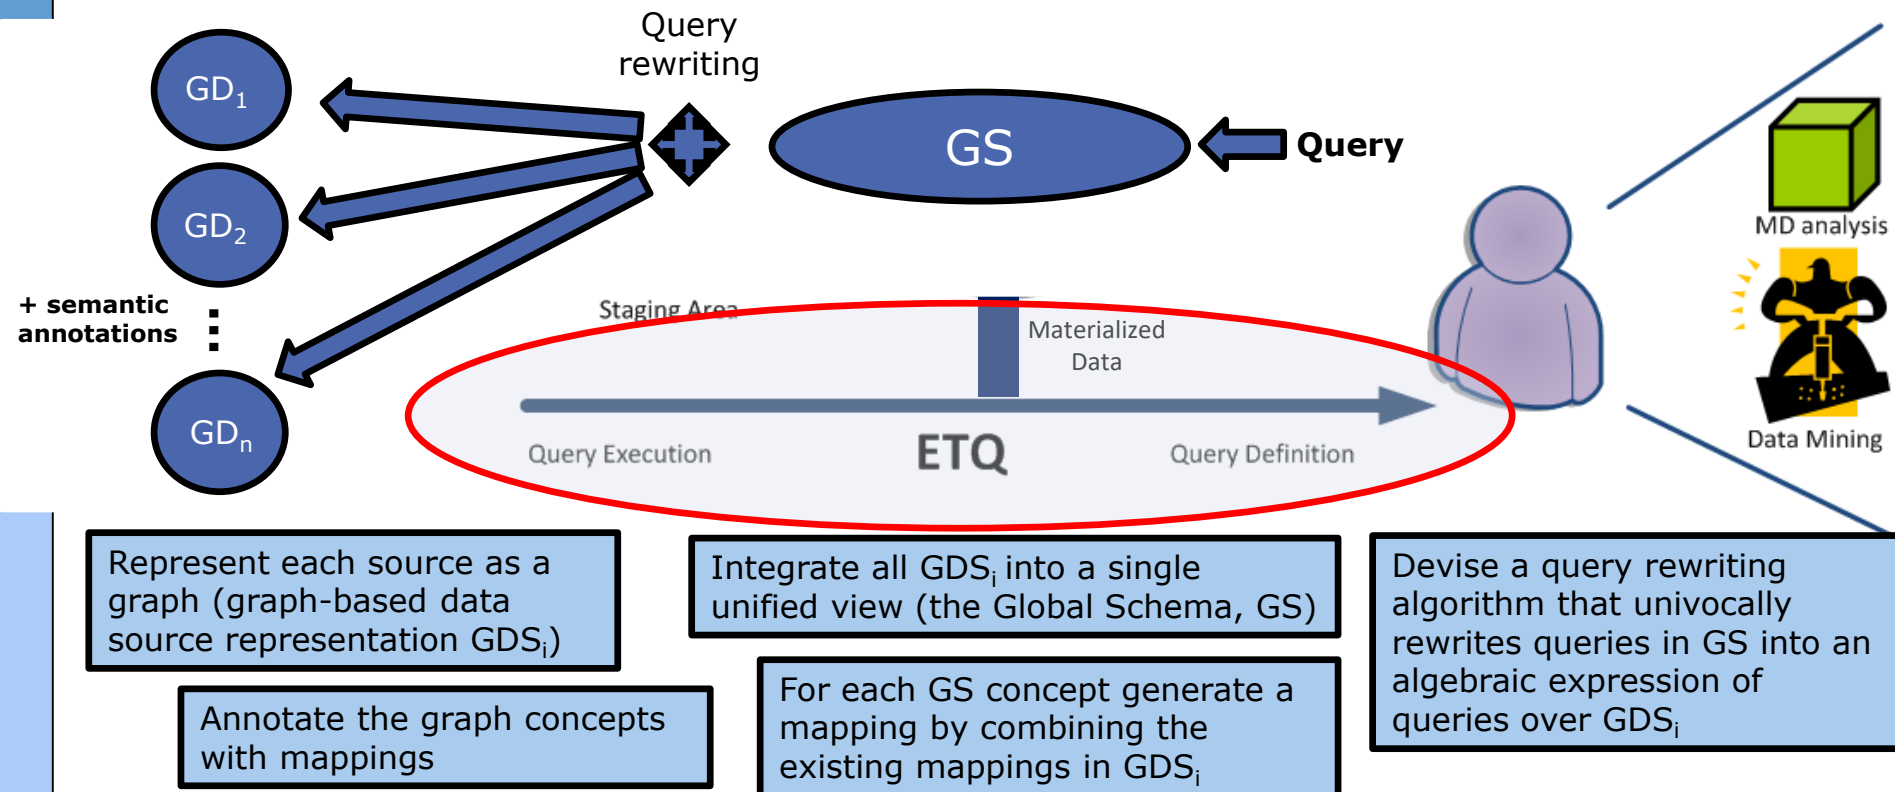 Query
rewriting
GD1
GS
Query
GD2
MD analysis
+ semantic
annotations
Staging Area
Materialized
Data
GDn
Query Execution
ETQ
Query Definition
Data Mining
Represent each source as a
graph (graph-based data
source representation GDSi)
Annotate the graph concepts
with mappings
Integrate all GDSi into a single
unified view (the Global Schema, GS)
For each GS concept generate a
mapping by combining the
existing mappings in GDSi
Devise a query rewriting
algorithm that univocally
rewrites queries in GS into an
algebraic expression of
queries over GDSi